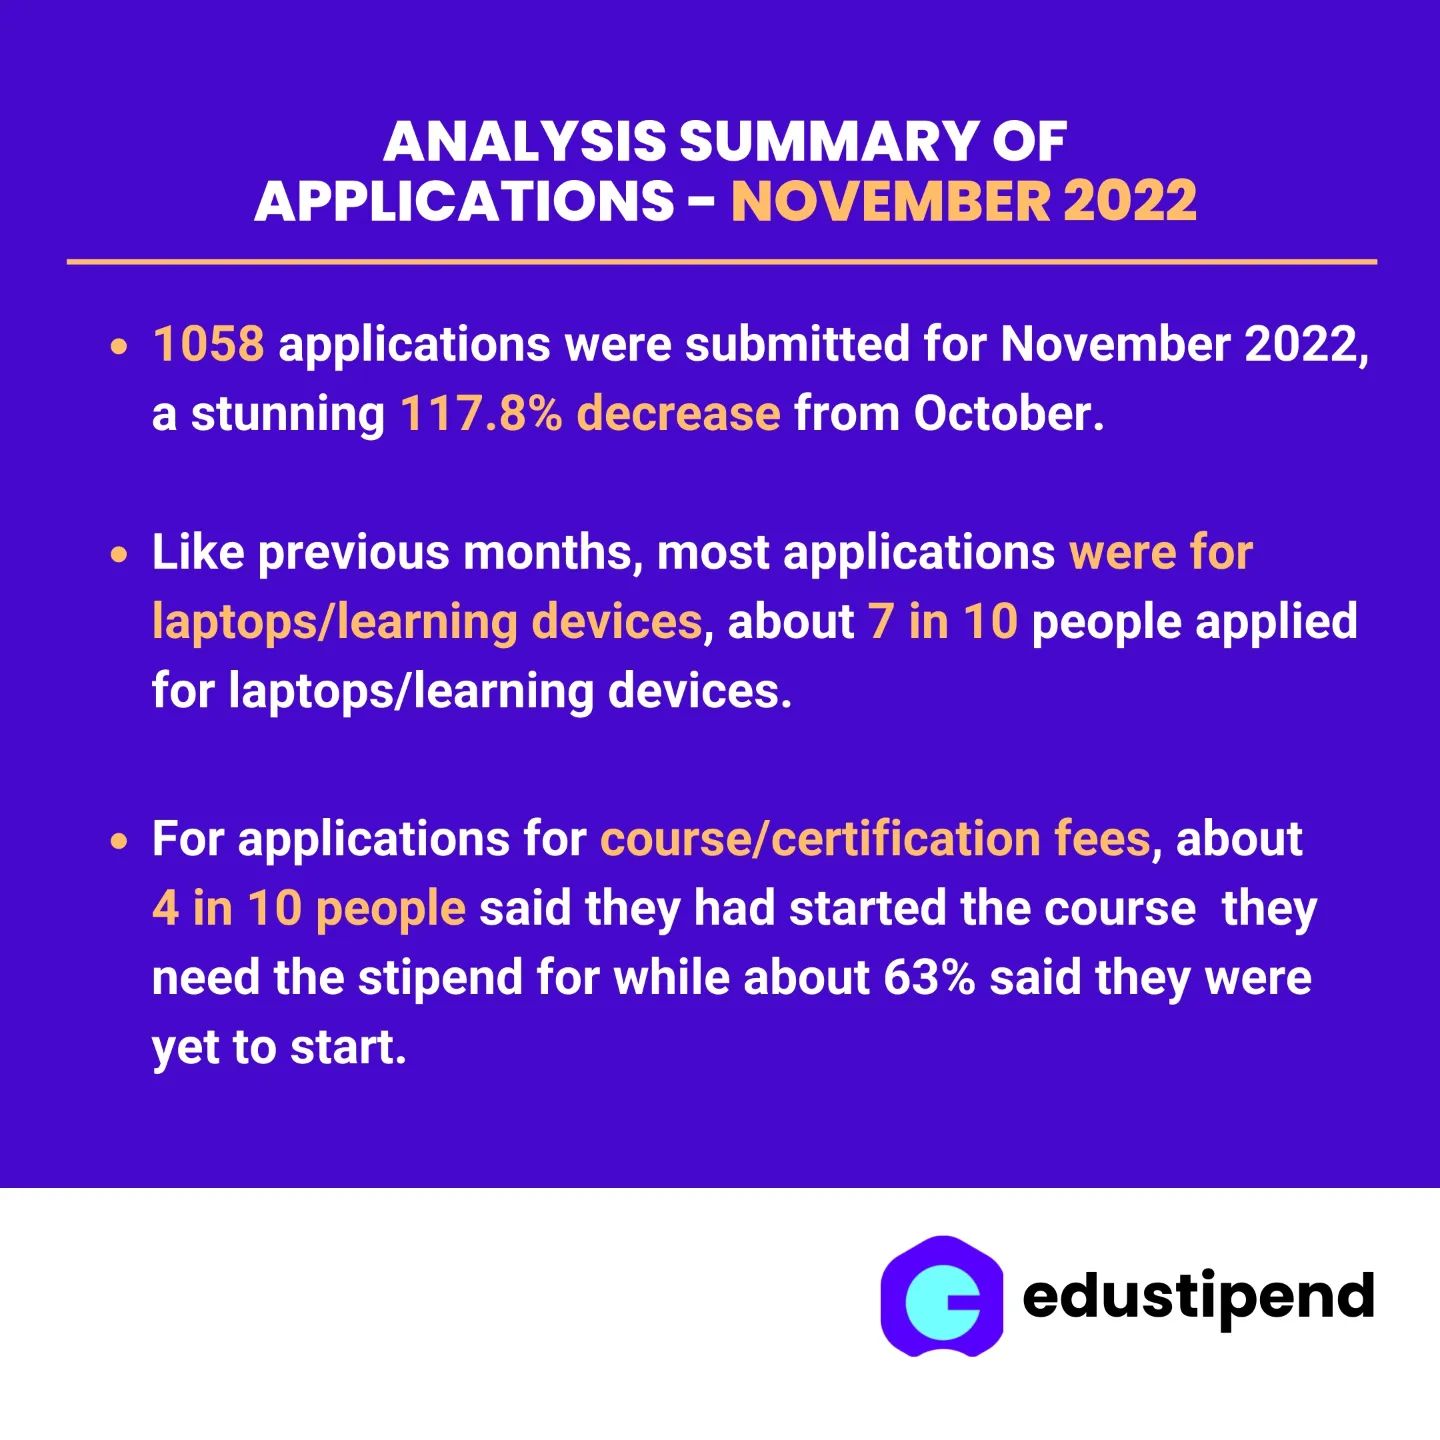 ANALYSIS SUMMARY OF
APPLICATIONS - NOVEMBER 2022
• 1058 applications were submitted for November 2022,
a stunning 117.8% decrease from October.
• Like previous months, most applications were for
laptops/learning devices, about 7 in 10 people applied
for laptops/learning devices.
• For applications for course/certification fees, about
4 in 10 people said they had started the course  they
need the stipend for while about 63% said they were
yet to start.
edustipend